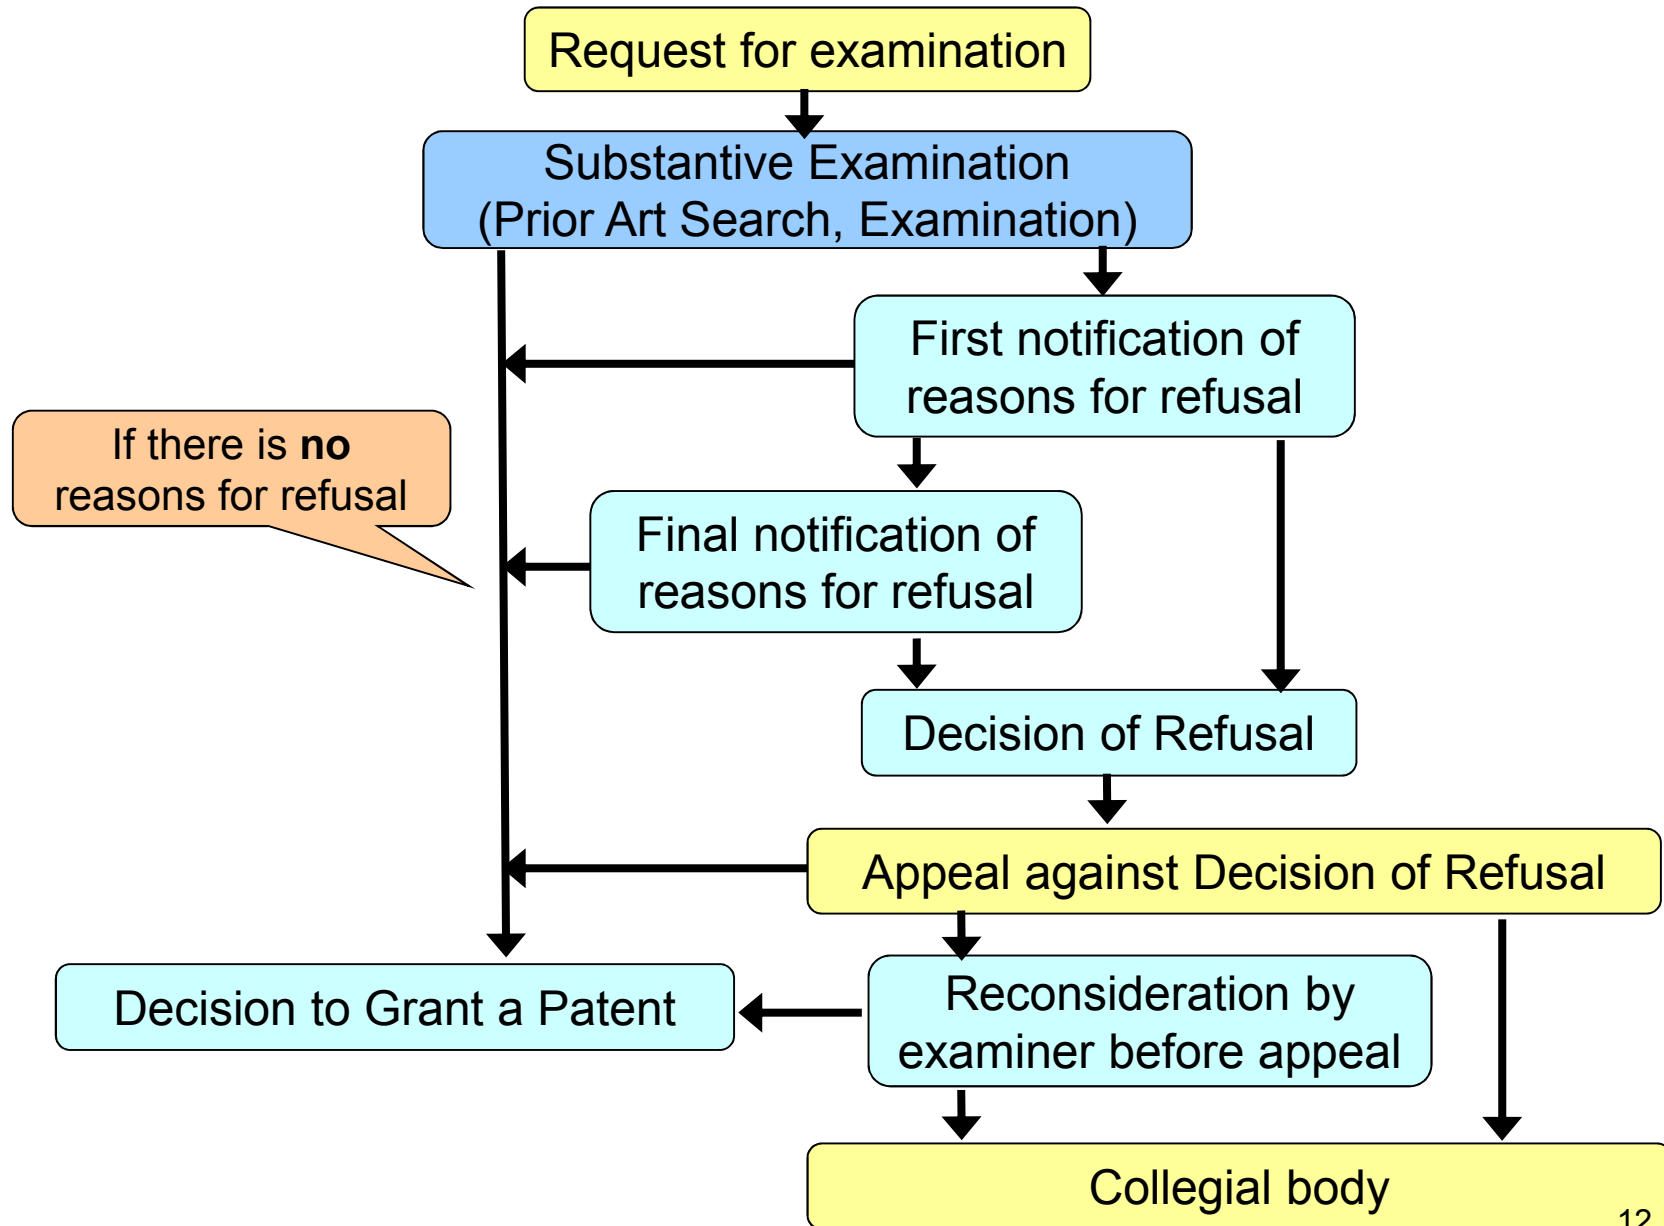 Request for examination
Substantive Examination
(Prior Art Search, Examination)
First notification of
reasons for refusal
If there is no
reasons for refusal
Final notification of
reasons for refusal
Decision of Refusal
Appeal against Decision of Refusal
Decision to Grant a Patent
Reconsideration by
examiner before appeal
Collegial body
12